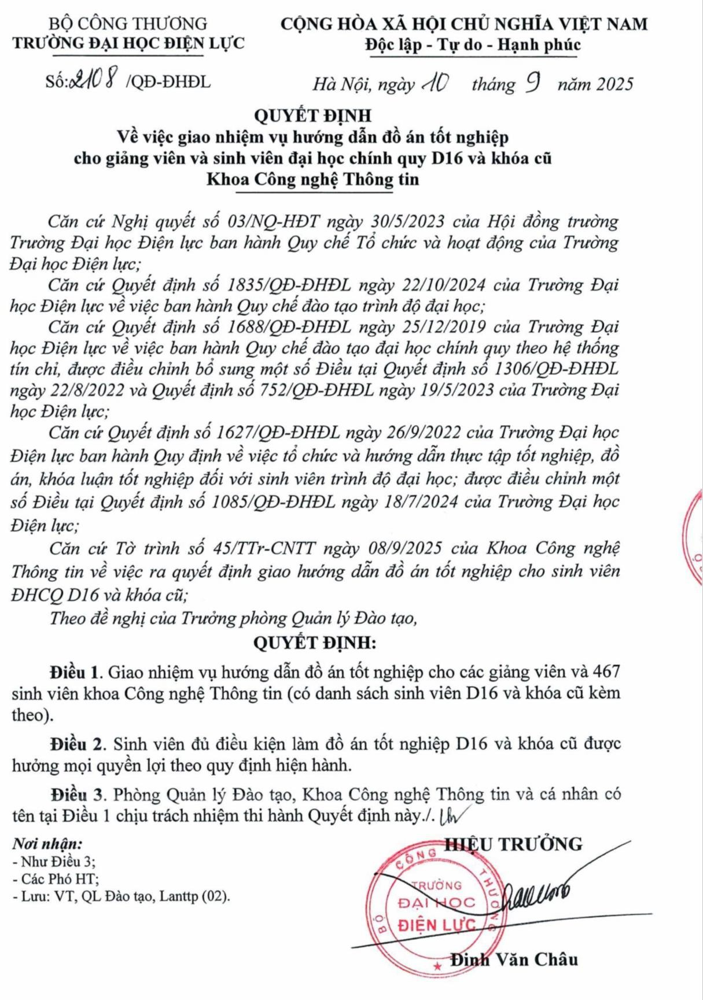 BỘ CÔNG THƯƠNG
TRƯỜNG ĐẠI HỌC ĐIỆN LỰC
CỘNG HÒA XÃ HỘI CHỦ NGHĨA VIỆT NAM
Độc lập - Tự do - Hạnh phúc
Số: 2108 /QĐ-ĐHĐL
Hà Nội, ngày 10 tháng 9 năm 2025
QUYẾT ĐỊNH
Về việc giao nhiệm vụ hướng dẫn đồ án tốt nghiệp
cho giảng viên và sinh viên đại học chính quy D16 và khóa cũ
Khoa Công nghệ Thông tin
Căn cứ Nghị quyết số 03/NQ-HĐT ngày 30/5/2023 của Hội đồng trường
Trường Đại học Điện lực ban hành Quy chế Tổ chức và hoạt động của Trường
Đại học Điện lực;
Căn cứ Quyết định số 1835/QĐ-ĐHĐL ngày 22/10/2024 của Trường Đại
học Điện lực về việc ban hành Quy chế đào tạo trình độ đại học;
Căn cứ Quyết định số 1688/QĐ-ĐHĐL ngày 25/12/2019 của Trường Đại
học Điện lực về việc ban hành Quy chế đào tạo đại học chính quy theo hệ thống
tín chỉ, được điều chỉnh bổ sung một số Điều tại Quyết định số 1306/QĐ-ĐHĐL
ngày 22/8/2022 và Quyết định số 752/QĐ-ĐHĐL ngày 19/5/2023 của Trường Đại
học Điện lực;
Căn cứ Quyết định số 1627/QĐ-ĐHĐL ngày 26/9/2022 của Trường Đại học
Điện lực ban hành Quy định về việc tổ chức và hướng dẫn thực tập tốt nghiệp, đồ
án, khóa luận tốt nghiệp đối với sinh viên trình độ đại học; được điều chỉnh một
số Điều tại Quyết định số 1085/QĐ-ĐHĐL ngày 18/7/2024 của Trường Đại học
Điện lực;
Căn cứ Tờ trình số 45/TTr-CNTT ngày 08/9/2025 của Khoa Công nghệ
Thông tin về việc ra quyết định giao hướng dẫn đồ án tốt nghiệp cho sinh viên
ĐHCQ D16 và khóa cũ;
Theo đề nghị của Trưởng phòng Quản lý Đào tạo,
QUYẾT ĐỊNH:
Điều 1. Giao nhiệm vụ hướng dẫn đồ án tốt nghiệp cho các giảng viên và 467
sinh viên khoa Công nghệ Thông tin (có danh sách sinh viên D16 và khóa cũ kèm
theo).
Điều 2. Sinh viên đủ điều kiện làm đồ án tốt nghiệp D16 và khóa cũ được
hưởng mọi quyền lợi theo quy định hiện hành.
Điều 3. Phòng Quản lý Đào tạo, Khoa Công nghệ Thông tin và cá nhân có
tên tại Điều 1 chịu trách nhiệm thi hành Quyết định này./.
Nơi nhận:
- Như Điều 3;
- Các Phó HT;
- Lưu: VT, QL Đào tạo, Lanttp (02).
HIỆU TRƯỞNG
BỘ CÔNG THƯƠNG
TRƯỜNG
ĐẠI HỌC
ĐIỆN LỰC
Đinh Văn Châu